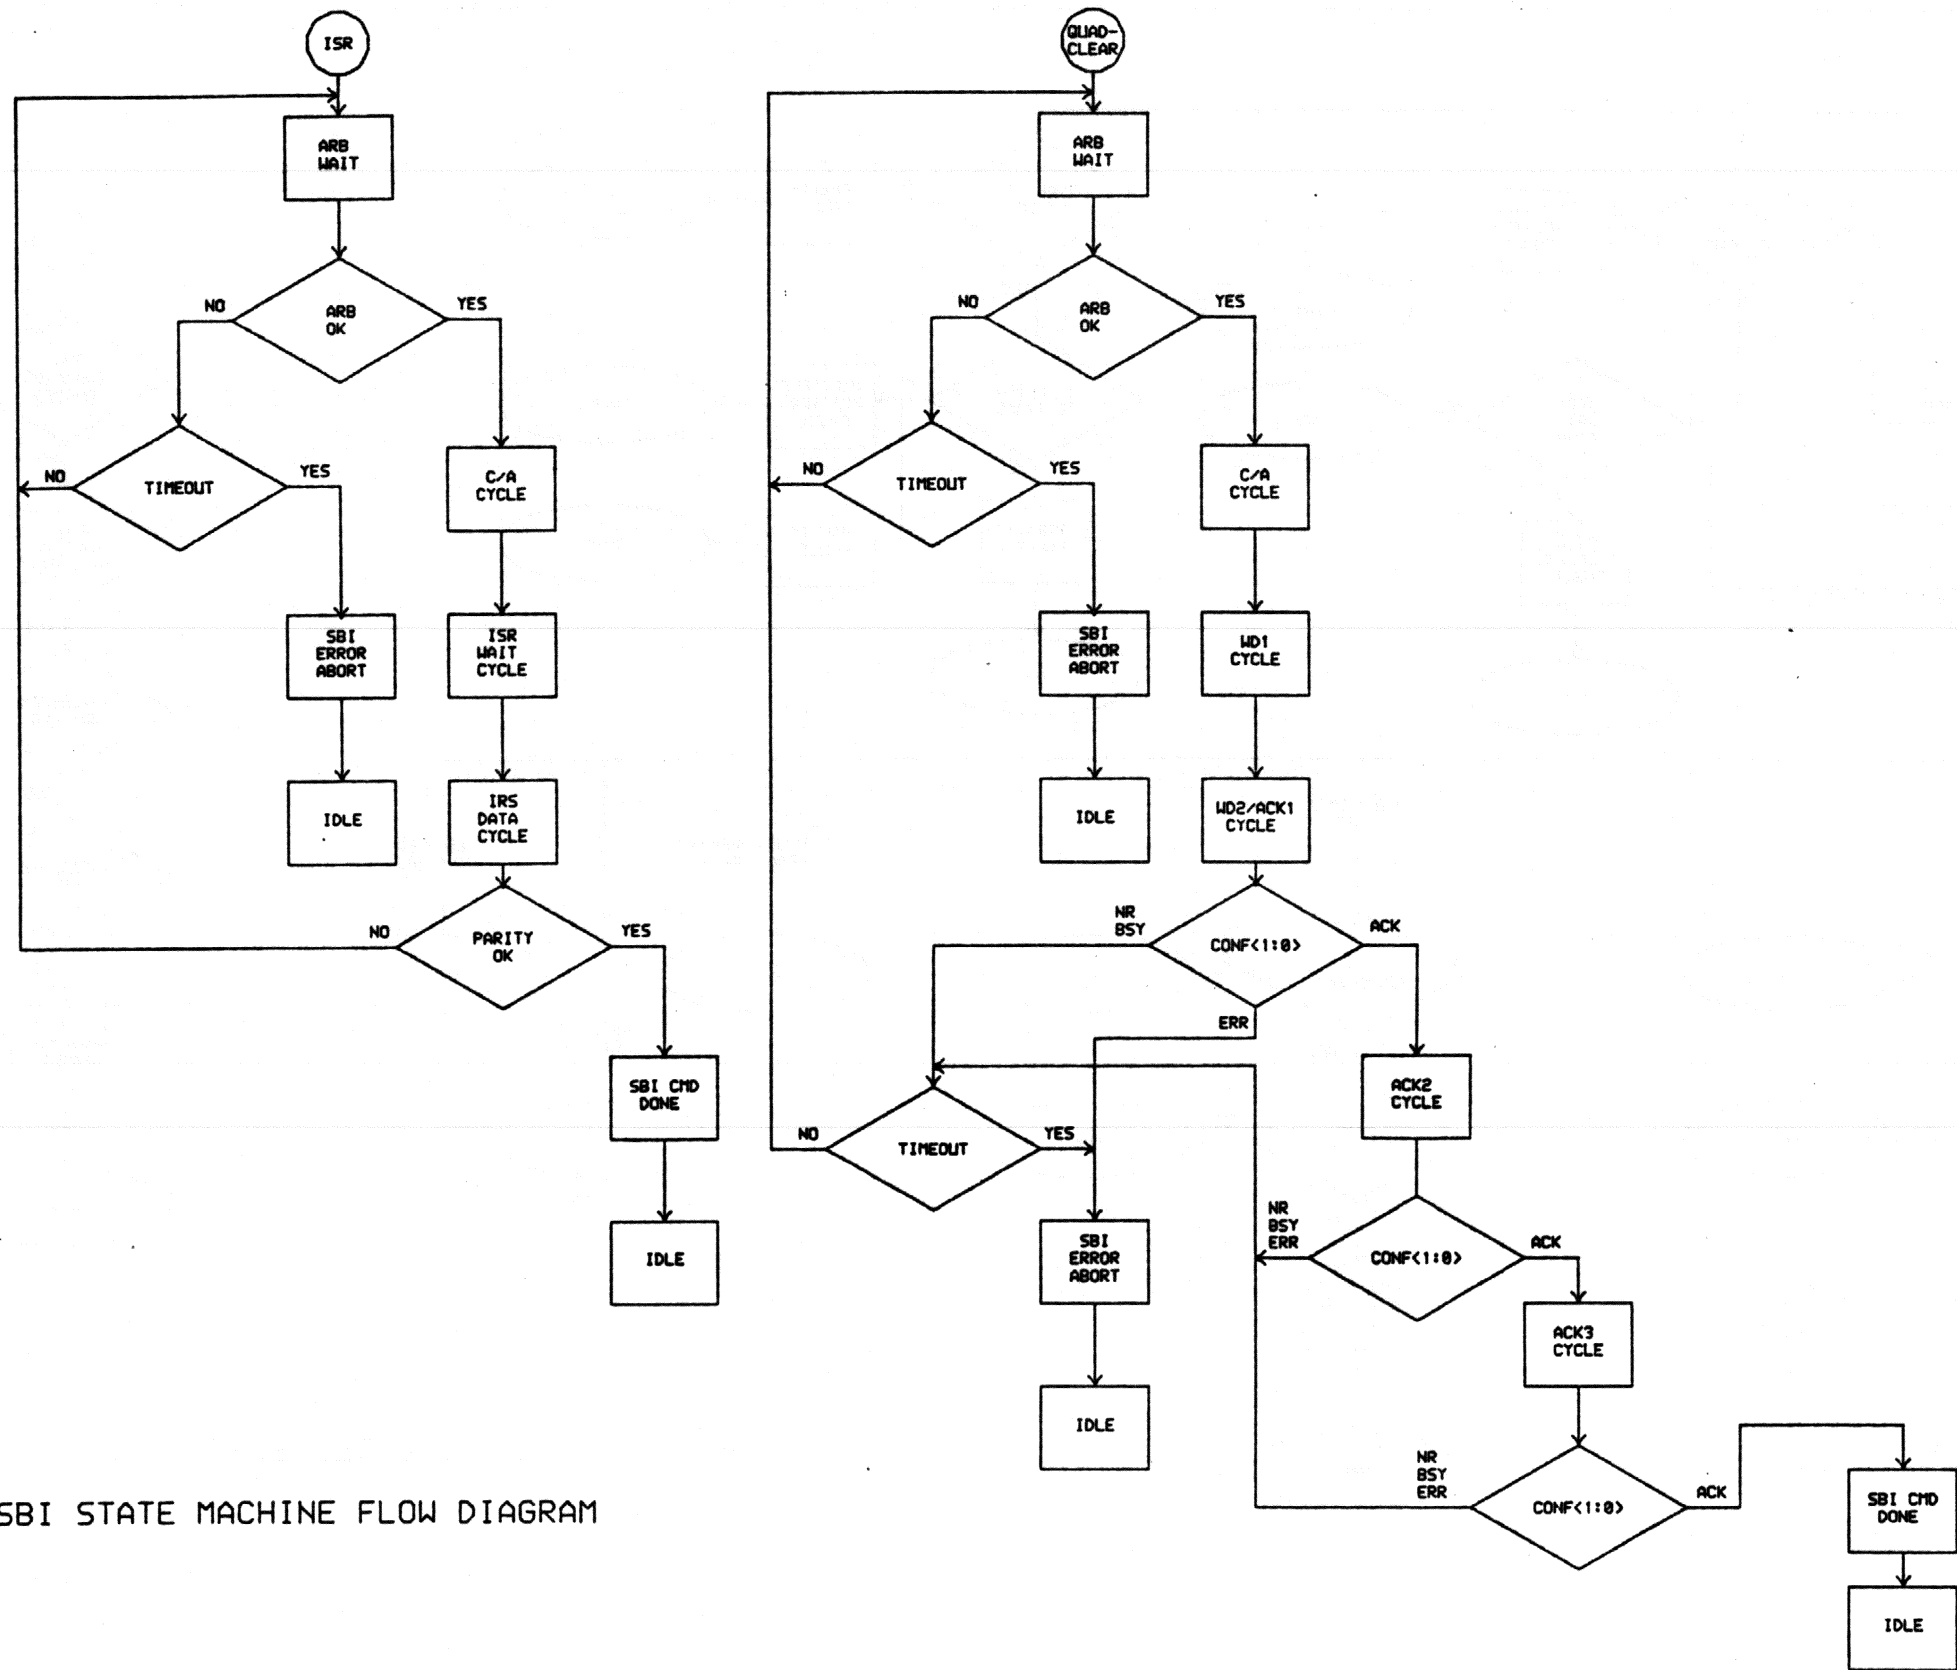 ISR
ARB
WAIT
NO
ARB
OK
YES
NO
TIMEOUT
YES
C/A
CYCLE
SBI
ERROR
ABORT
ISR
WAIT
CYCLE
IDLE
IRS
DATA
CYCLE
NO
PARITY
OK
YES
SBI CMD
DONE
IDLE
QUAD-
CLEAR
ARB
WAIT
NO
ARB
OK
YES
NO
TIMEOUT
YES
C/A
CYCLE
SBI
ERROR
ABORT
WD1
CYCLE
IDLE
WD2/ACK1
CYCLE
NR
BSY
CONF<1:0>
ACK
ERR
ACK2
CYCLE
NO
TIMEOUT
YES
NR
BSY
ERR
CONF<1:0>
ACK
SBI
ERROR
ABORT
ACK3
CYCLE
IDLE
NR
BSY
ERR
CONF<1:0>
ACK
SBI CMD
DONE
IDLE
SBI STATE MACHINE FLOW DIAGRAM